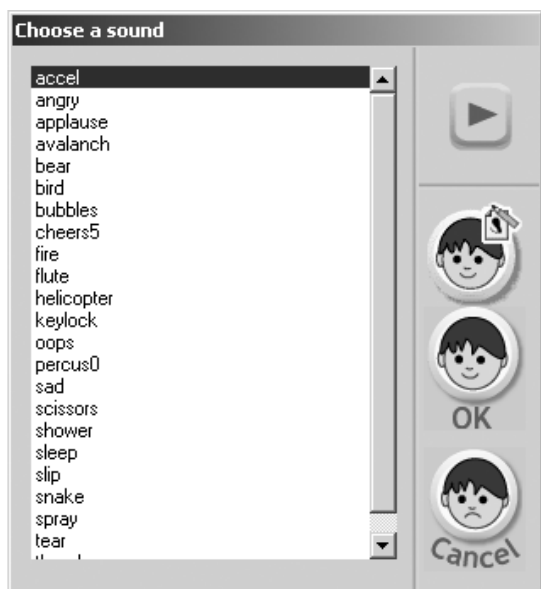 Choose a sound
accel
angry
applause
avalanch
bear
bird
bubbles
cheers5
fire
flute
helicopter
keylock
oops
percus0
sad
scissors
shower
sleep
slip
snake
spray
tear
OK
Cancel